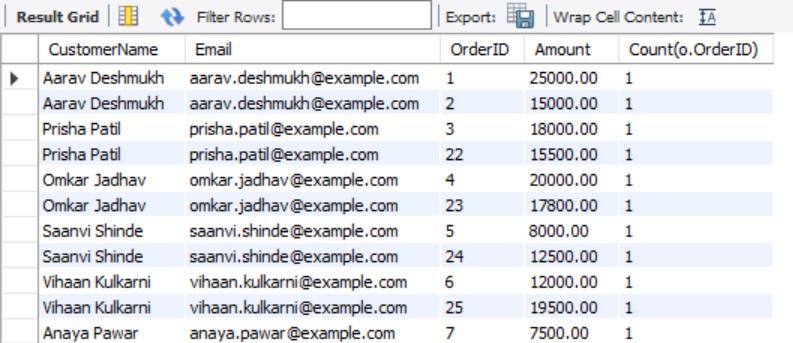 Result Grid Filter Rows: Export: Wrap Cell Content: IA
CustomerName Email OrderID Amount Count(o.OrderID)
Aarav Deshmukh aarav.deshmukh@example.com 1 25000.00 1
Aarav Deshmukh aarav.deshmukh@example.com 2 15000.00 1
Prisha Patil prisha.patil@example.com 3 18000.00 1
Prisha Patil prisha.patil@example.com 22 15500.00 1
Omkar Jadhav omkar.jadhav@example.com 4 20000.00 1
Omkar Jadhav omkar.jadhav@example.com 23 17800.00 1
Saanvi Shinde saanvi.shinde@example.com 5 8000.00 1
Saanvi Shinde saanvi.shinde@example.com 24 12500.00 1
Vihaan Kulkarni vihaan.kulkarni@example.com 6 12000.00 1
Vihaan Kulkarni vihaan.kulkarni@example.com 25 19500.00 1
Anaya Pawar anaya.pawar@example.com 7 7500.00 1